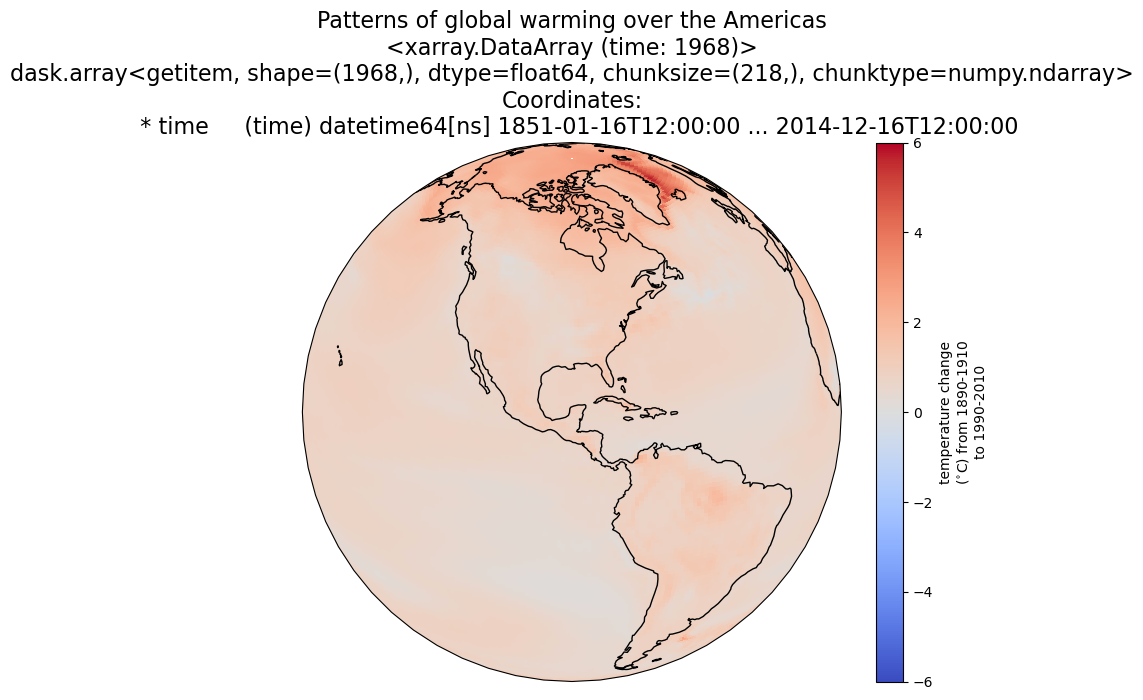 Patterns of global warming over the Americas
<xarray.DataArray (time: 1968)>
dask.array<getitem, shape=(1968,), dtype=float64, chunksize=(218,), chunktype=numpy.ndarray>
Coordinates:
* time     (time) datetime64[ns] 1851-01-16T12:00:00 ... 2014-12-16T12:00:00
6
4
2
0
−2
−4
−6
temperature change
(°C) from 1890-1910
to 1990-2010